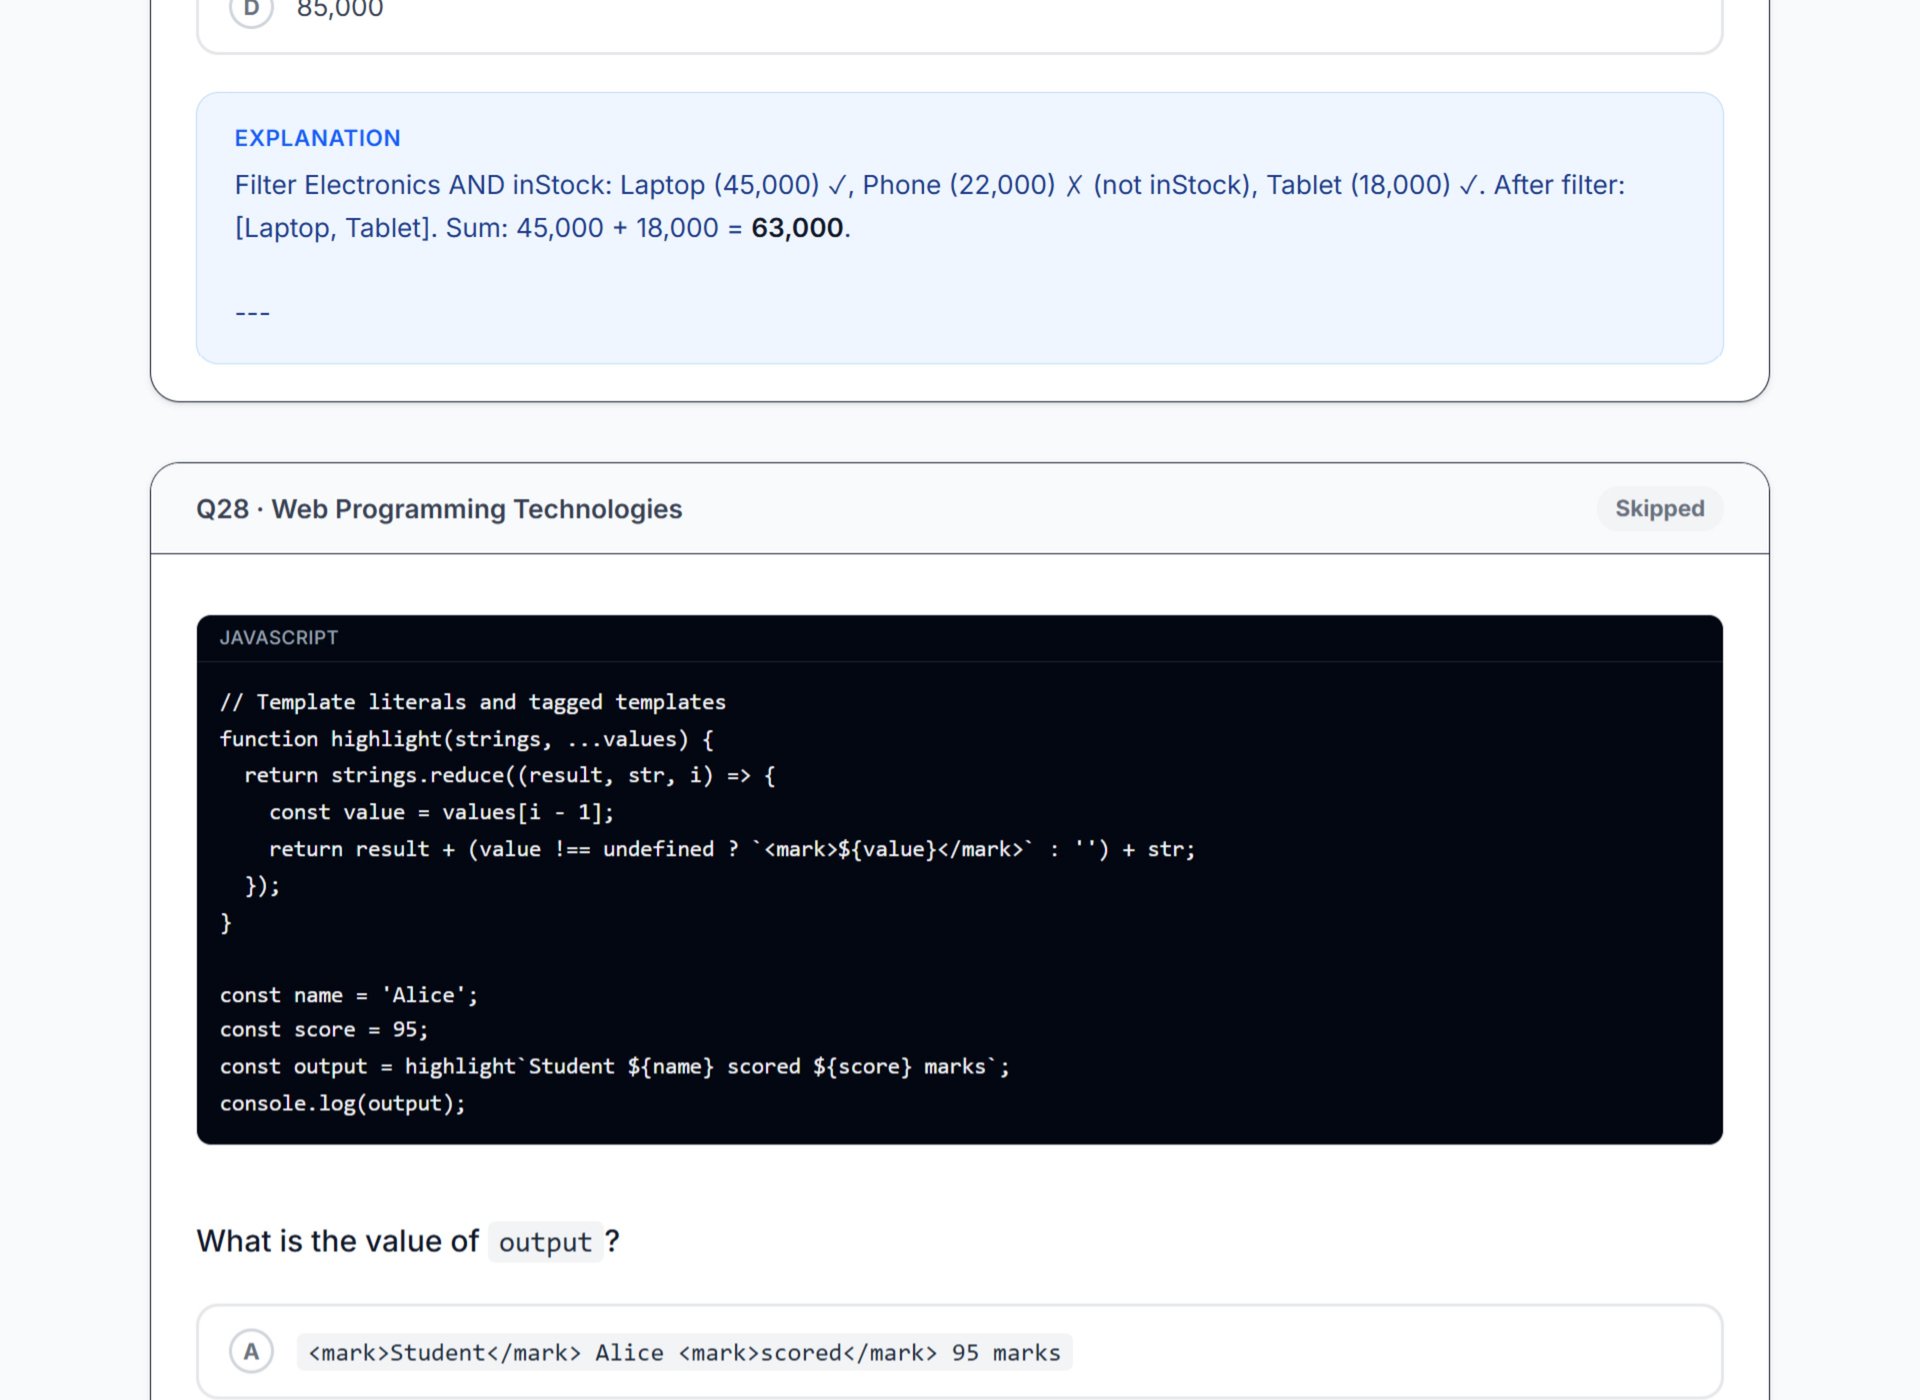 D 85,000
EXPLANATION
Filter Electronics AND inStock: Laptop (45,000) ✓, Phone (22,000) ✗ (not inStock), Tablet (18,000) ✓. After filter:
[Laptop, Tablet]. Sum: 45,000 + 18,000 = 63,000.
---
Q28 · Web Programming Technologies
Skipped
JAVASCRIPT
// Template literals and tagged templates
function highlight(strings, ...values) {
  return strings.reduce((result, str, i) => {
    const value = values[i - 1];
    return result + (value !== undefined ? `<mark>${value}</mark>` : '') + str;
  });
}
const name = 'Alice';
const score = 95;
const output = highlight`Student ${name} scored ${score} marks`;
console.log(output);
What is the value of output ?
A <mark>Student</mark> Alice <mark>scored</mark> 95 marks